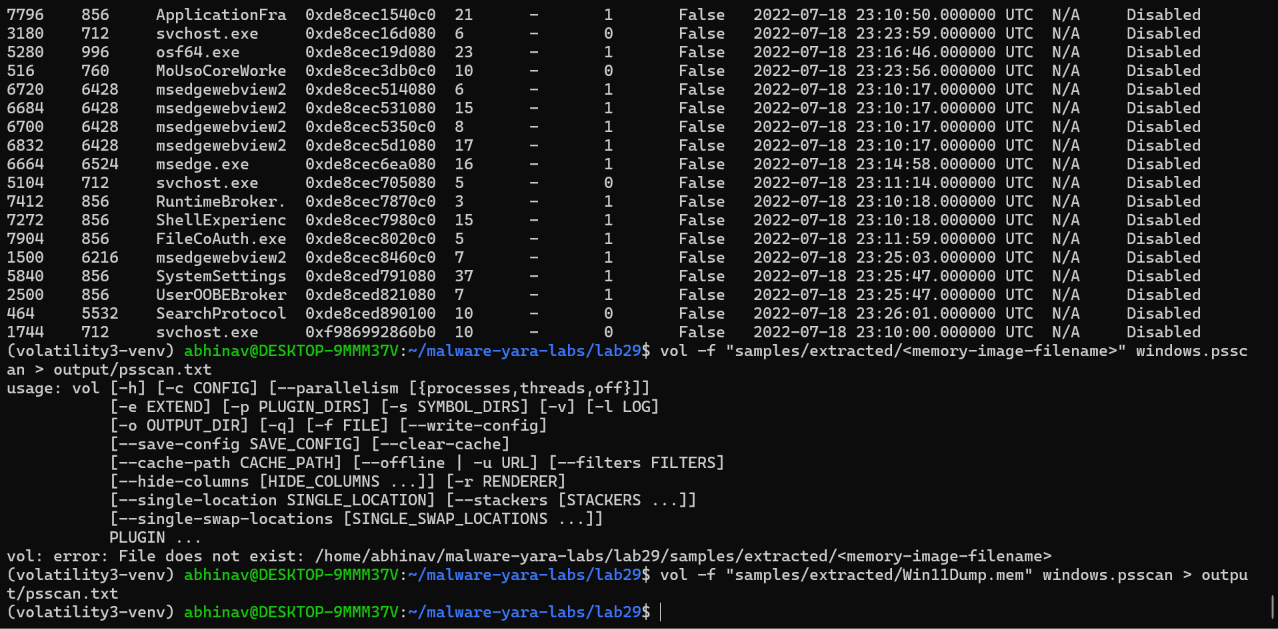 7796    856     ApplicationFra  0xde8cec1540c0  21      -       1       False   2022-07-18 23:10:50.000000 UTC  N/A     Disabled
3180    712     svchost.exe     0xde8cec16d080  6       -       0       False   2022-07-18 23:23:59.000000 UTC  N/A     Disabled
5280    996     osf64.exe       0xde8cec19d080  23      -       1       False   2022-07-18 23:16:46.000000 UTC  N/A     Disabled
516     760     MoUsoCoreWorke  0xde8cec3db0c0  10      -       0       False   2022-07-18 23:23:56.000000 UTC  N/A     Disabled
6720    6428    msedgewebview2  0xde8cec514080  6       -       1       False   2022-07-18 23:10:17.000000 UTC  N/A     Disabled
6684    6428    msedgewebview2  0xde8cec531080  15      -       1       False   2022-07-18 23:10:17.000000 UTC  N/A     Disabled
6700    6428    msedgewebview2  0xde8cec5350c0  8       -       1       False   2022-07-18 23:10:17.000000 UTC  N/A     Disabled
6832    6428    msedgewebview2  0xde8cec5d1080  17      -       1       False   2022-07-18 23:10:17.000000 UTC  N/A     Disabled
6664    6524    msedge.exe      0xde8cec6ea080  16      -       1       False   2022-07-18 23:14:58.000000 UTC  N/A     Disabled
5104    712     svchost.exe     0xde8cec705080  5       -       0       False   2022-07-18 23:11:14.000000 UTC  N/A     Disabled
7412    856     RuntimeBroker.  0xde8cec7870c0  3       -       1       False   2022-07-18 23:10:18.000000 UTC  N/A     Disabled
7272    856     ShellExperienc  0xde8cec7980c0  15      -       1       False   2022-07-18 23:10:18.000000 UTC  N/A     Disabled
7904    856     FileCoAuth.exe  0xde8cec8020c0  5       -       1       False   2022-07-18 23:11:59.000000 UTC  N/A     Disabled
1500    6216    msedgewebview2  0xde8cec8460c0  7       -       1       False   2022-07-18 23:25:03.000000 UTC  N/A     Disabled
5840    856     SystemSettings  0xde8ced791080  37      -       1       False   2022-07-18 23:25:47.000000 UTC  N/A     Disabled
2500    856     UserOOBEBroker  0xde8ced821080  7       -       1       False   2022-07-18 23:25:47.000000 UTC  N/A     Disabled
464     5532    SearchProtocol  0xde8ced890100  10      -       0       False   2022-07-18 23:26:01.000000 UTC  N/A     Disabled
1744    712     svchost.exe     0xf986992860b0  10      -       0       False   2022-07-18 23:10:00.000000 UTC  N/A     Disabled
(volatility3-venv) abhinav@DESKTOP-9MMM37V:~/malware-yara-labs/lab29$ vol -f "samples/extracted/<memory-image-filename>" windows.pssc
an > output/psscan.txt
usage: vol [-h] [-c CONFIG] [--parallelism [{processes,threads,off}]]
           [-e EXTEND] [-p PLUGIN_DIRS] [-s SYMBOL_DIRS] [-v] [-l LOG]
           [-o OUTPUT_DIR] [-q] [-f FILE] [--write-config]
           [--save-config SAVE_CONFIG] [--clear-cache]
           [--cache-path CACHE_PATH] [--offline | -u URL] [--filters FILTERS]
           [--hide-columns [HIDE_COLUMNS ...]] [-r RENDERER]
           [--single-location SINGLE_LOCATION] [--stackers [STACKERS ...]]
           [--single-swap-locations [SINGLE_SWAP_LOCATIONS ...]]
           PLUGIN ...
vol: error: File does not exist: /home/abhinav/malware-yara-labs/lab29/samples/extracted/<memory-image-filename>
(volatility3-venv) abhinav@DESKTOP-9MMM37V:~/malware-yara-labs/lab29$ vol -f "samples/extracted/Win11Dump.mem" windows.psscan > outpu
t/psscan.txt
(volatility3-venv) abhinav@DESKTOP-9MMM37V:~/malware-yara-labs/lab29$